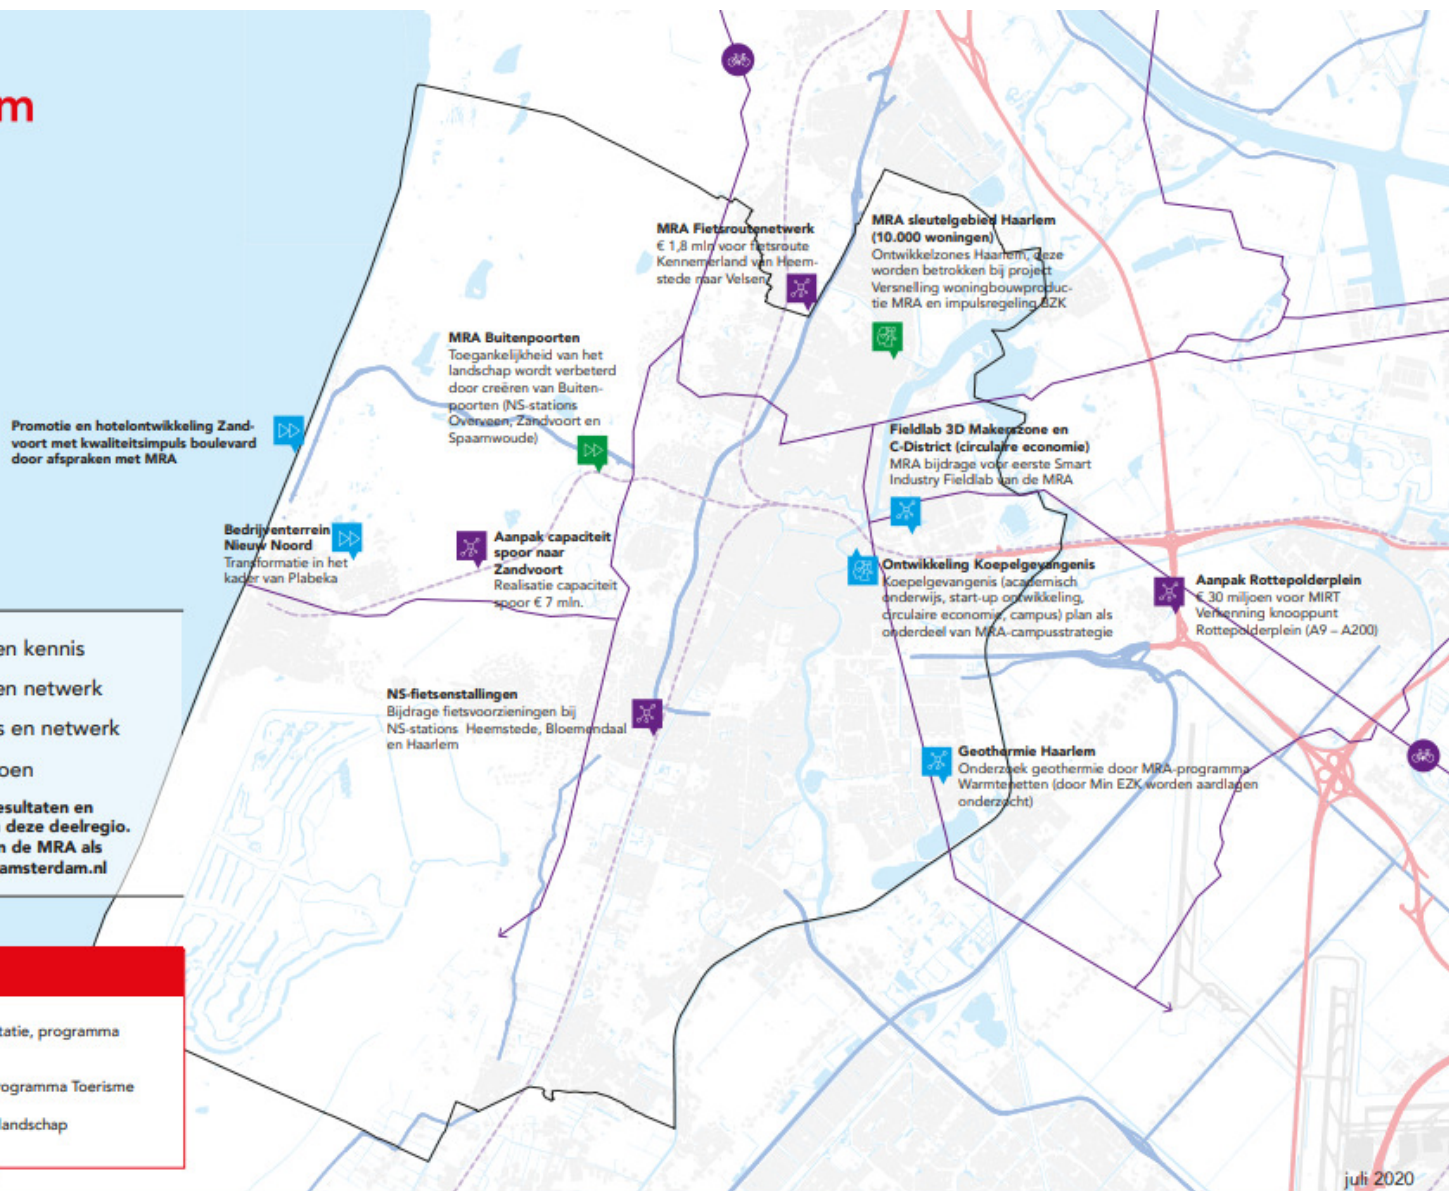 m
MRA Fietsroutenetwerk
€ 1,8 mln voor fietsroute
Kennemerland van Heem-
stede naar Velsen
MRA sleutelgebied Haarlem
(10.000 woningen)
Ontwikkelzones Haarlem, deze
worden betrokken bij project
Versnelling woningbouwproduc-
tie MRA en impulsregeling BZK
MRA Buitenpoorten
Toegankelijkheid van het
landschap wordt verbeterd
door creëren van Buiten-
poorten (NS-stations
Overveen, Zandvoort en
Spaarnwoude)
Promotie en hotelontwikkeling Zand-
voort met kwaliteitsimpuls boulevard
door afspraken met MRA
Fieldlab 3D Makerszone en
C-District (circulaire economie)
MRA bijdrage voor eerste Smart
Industry Fieldlab van de MRA
Bedrijventerrein
Nieuw Noord
Transformatie in het
kader van Plabeka
Aanpak capaciteit
spoor naar
Zandvoort
Realisatie capaciteit
spoor € 7 mln.
Ontwikkeling Koepelgevangenis
Koepelgevangenis (academisch
onderwijs, start-up ontwikkeling,
circulaire economie, campus) plan als
onderdeel van MRA-campusstrategie
Aanpak Rottepolderplein
€ 30 miljoen voor MIRT
Verkenning knooppunt
Rottepolderplein (A9 – A200)
NS-fietsenstallingen
Bijdrage fietsvoorzieningen bij
NS-stations Heemstede, Bloemendaal
en Haarlem
Geothermie Haarlem
Onderzoek geothermie door MRA-programma
Warmtenetten (door Min EZK worden aardlagen
onderzocht)
en kennis
en netwerk
s en netwerk
oen
esultaten en
deze deelregio.
n de MRA als
amsterdam.nl
tatie, programma
rogramma Toerisme
landschap
juli 2020